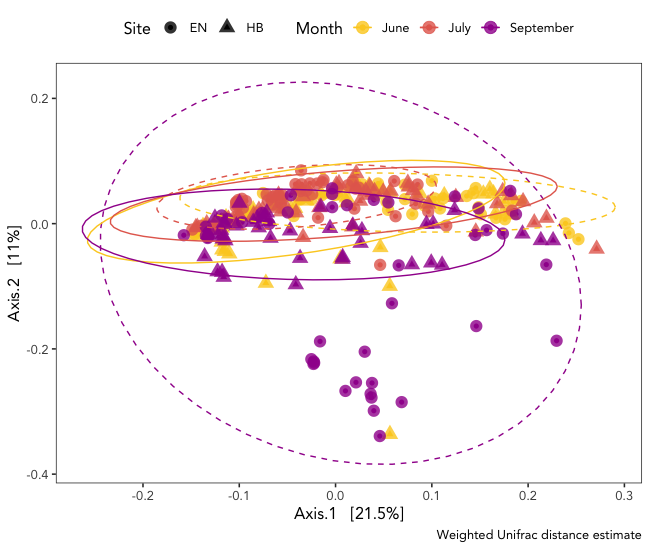 Site EN HB Month June July September
0.2
0.0
-0.2
-0.4
Axis.2 [11%]
-0.2 -0.1 0.0 0.1 0.2 0.3
Axis.1 [21.5%]
Weighted Unifrac distance estimate